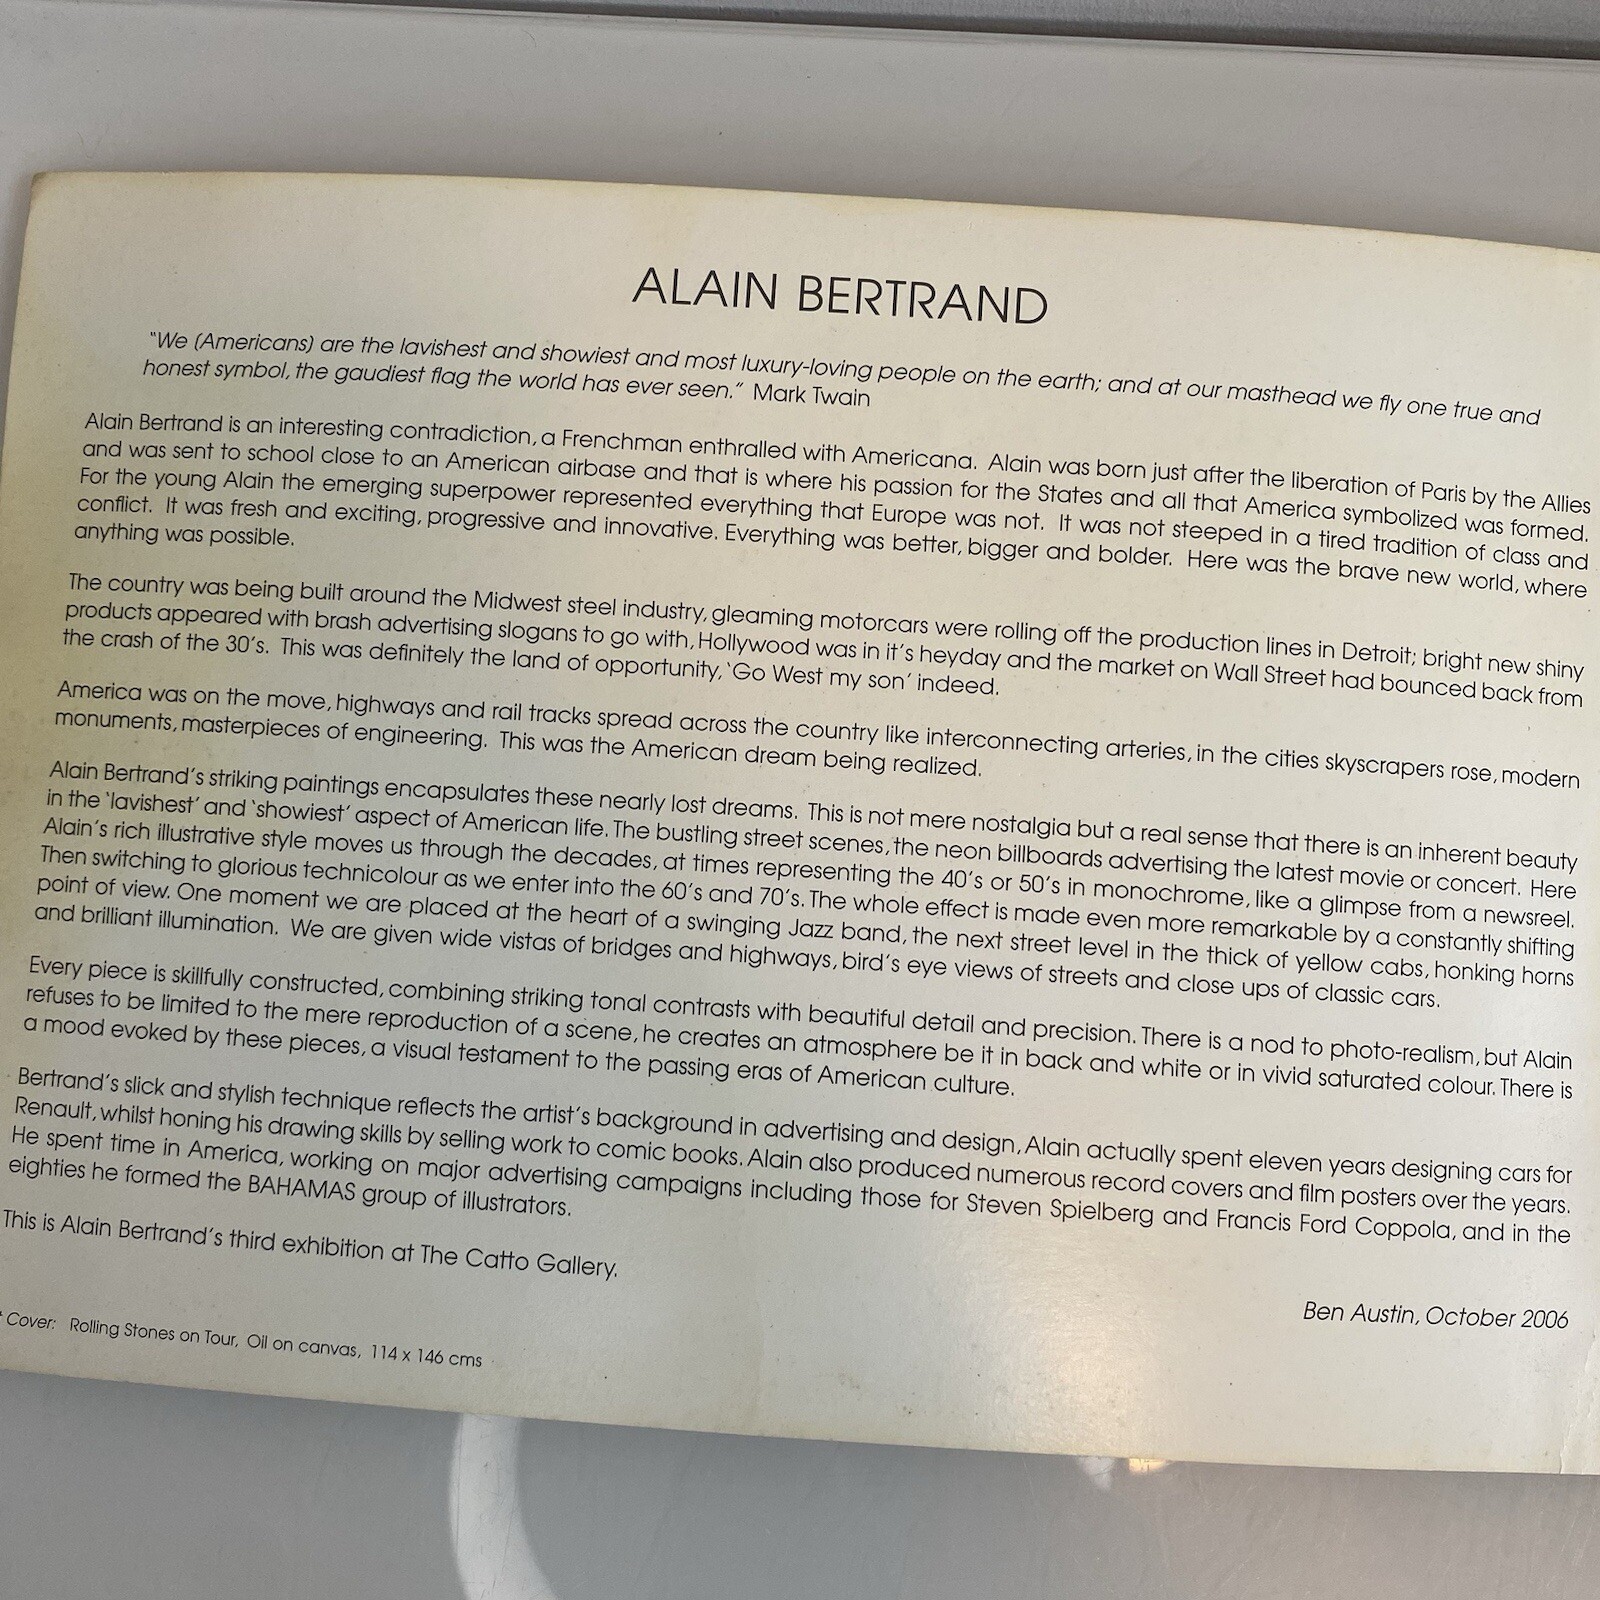 ALAIN BERTRAND
"We (Americans) are the lavishest and showiest and most luxury-loving people on the earth; and at our masthead we fly one true and
honest symbol, the gaudiest flag the world has ever seen." Mark Twain
Alain Bertrand is an interesting contradiction, a Frenchman enthralled with Americana. Alain was born just after the liberation of Paris by the Allies
and was sent to school close to an American airbase and that is where his passion for the States and all that America symbolized was formed.
For the young Alain the emerging superpower represented everything that Europe was not. It was not steeped in a tired tradition of class and
conflict. It was fresh and exciting, progressive and innovative. Everything was better, bigger and bolder. Here was the brave new world, where
anything was possible.
The country was being built around the Midwest steel industry, gleaming motorcars were rolling off the production lines in Detroit; bright new shiny
products appeared with brash advertising slogans to go with, Hollywood was in it's heyday and the market on Wall Street had bounced back from
the crash of the 30's. This was definitely the land of opportunity, 'Go West my son' indeed.
America was on the move, highways and rail tracks spread across the country like interconnecting arteries, in the cities skyscrapers rose, modern
monuments, masterpieces of engineering. This was the American dream being realized.
Alain Bertrand's striking paintings encapsulates these nearly lost dreams. This is not mere nostalgia but a real sense that there is an inherent beauty
in the 'lavishest' and 'showiest' aspect of American life. The bustling street scenes, the neon billboards advertising the latest movie or concert. Here
Alain's rich illustrative style moves us through the decades, at times representing the 40's or 50's in monochrome, like a glimpse from a newsreel.
Then switching to glorious technicolour as we enter into the 60's and 70's. The whole effect is made even more remarkable by a constantly shifting
point of view. One moment we are placed at the heart of a swinging Jazz band, the next street level in the thick of yellow cabs, honking horns
and brilliant illumination. We are given wide vistas of bridges and highways, bird's eye views of streets and close ups of classic cars.
Every piece is skillfully constructed, combining striking tonal contrasts with beautiful detail and precision. There is a nod to photo-realism, but Alain
refuses to be limited to the mere reproduction of a scene, he creates an atmosphere be it in back and white or in vivid saturated colour. There is
a mood evoked by these pieces, a visual testament to the passing eras of American culture.
Bertrand's slick and stylish technique reflects the artist's background in advertising and design, Alain actually spent eleven years designing cars for
Renault, whilst honing his drawing skills by selling work to comic books. Alain also produced numerous record covers and film posters over the years.
He spent time in America, working on major advertising campaigns including those for Steven Spielberg and Francis Ford Coppola, and in the
eighties he formed the BAHAMAS group of illustrators.
This is Alain Bertrand's third exhibition at The Catto Gallery.
Ben Austin, October 2006
* Cover: Rolling Stones on Tour, Oil on canvas, 114 x 146 cms